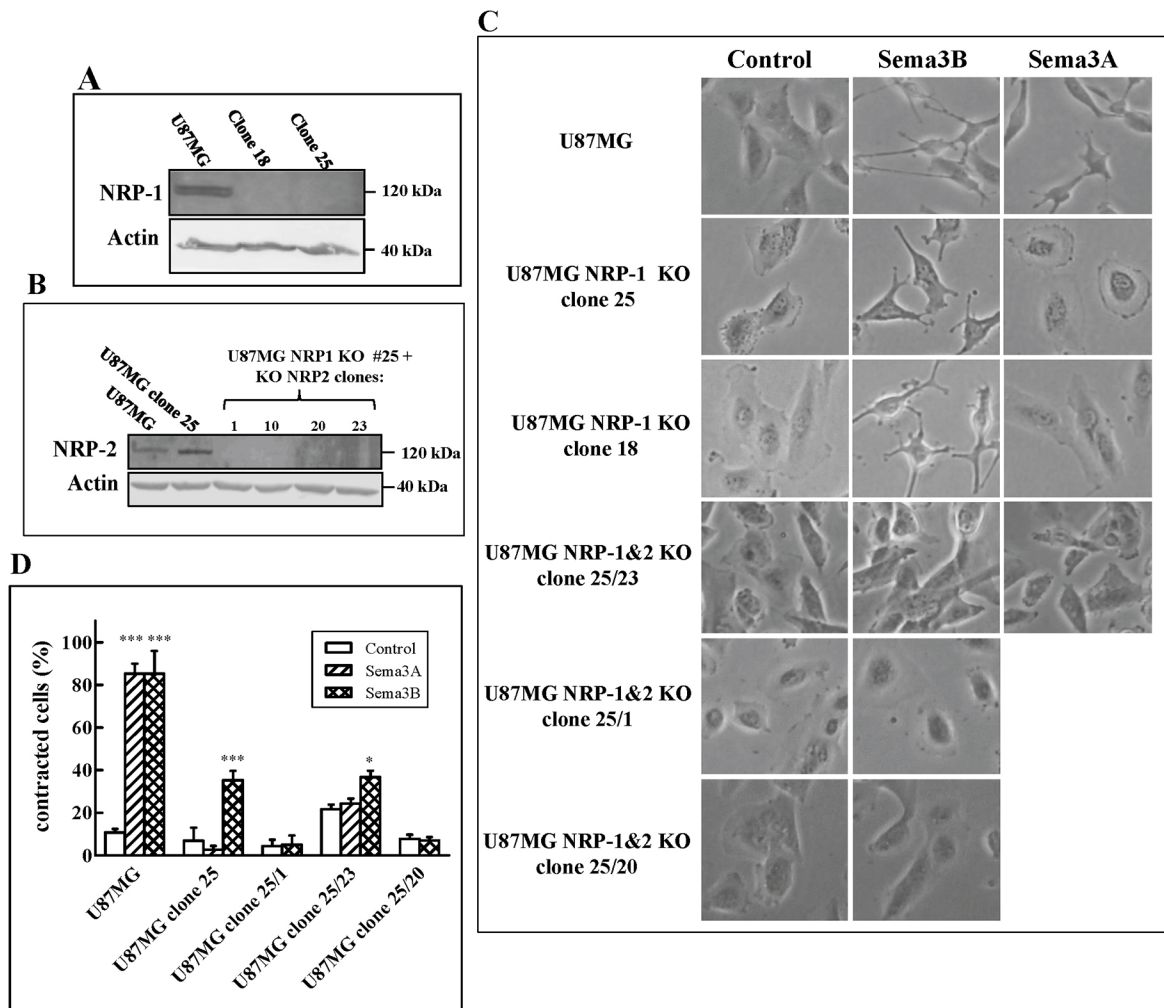 A
U87MG
Clone 18
Clone 25
NRP-1
120 kDa
Actin
40 kDa
B
U87MG
U87MG clone 25
U87MG NRP1 KO #25 +
KO NRP2 clones:
1 10 20 23
NRP-2
120 kDa
Actin
40 kDa
C
Control Sema3B Sema3A
U87MG
U87MG NRP-1 KO
clone 25
U87MG NRP-1 KO
clone 18
U87MG NRP-1&2 KO
clone 25/23
U87MG NRP-1&2 KO
clone 25/1
U87MG NRP-1&2 KO
clone 25/20
D
contracted cells (%)
100
80
60
40
20
0
*** ***
***
*
Control
Sema3A
Sema3B
U87MG
U87MG clone 25
U87MG clone 25/1
U87MG clone 25/23
U87MG clone 25/20